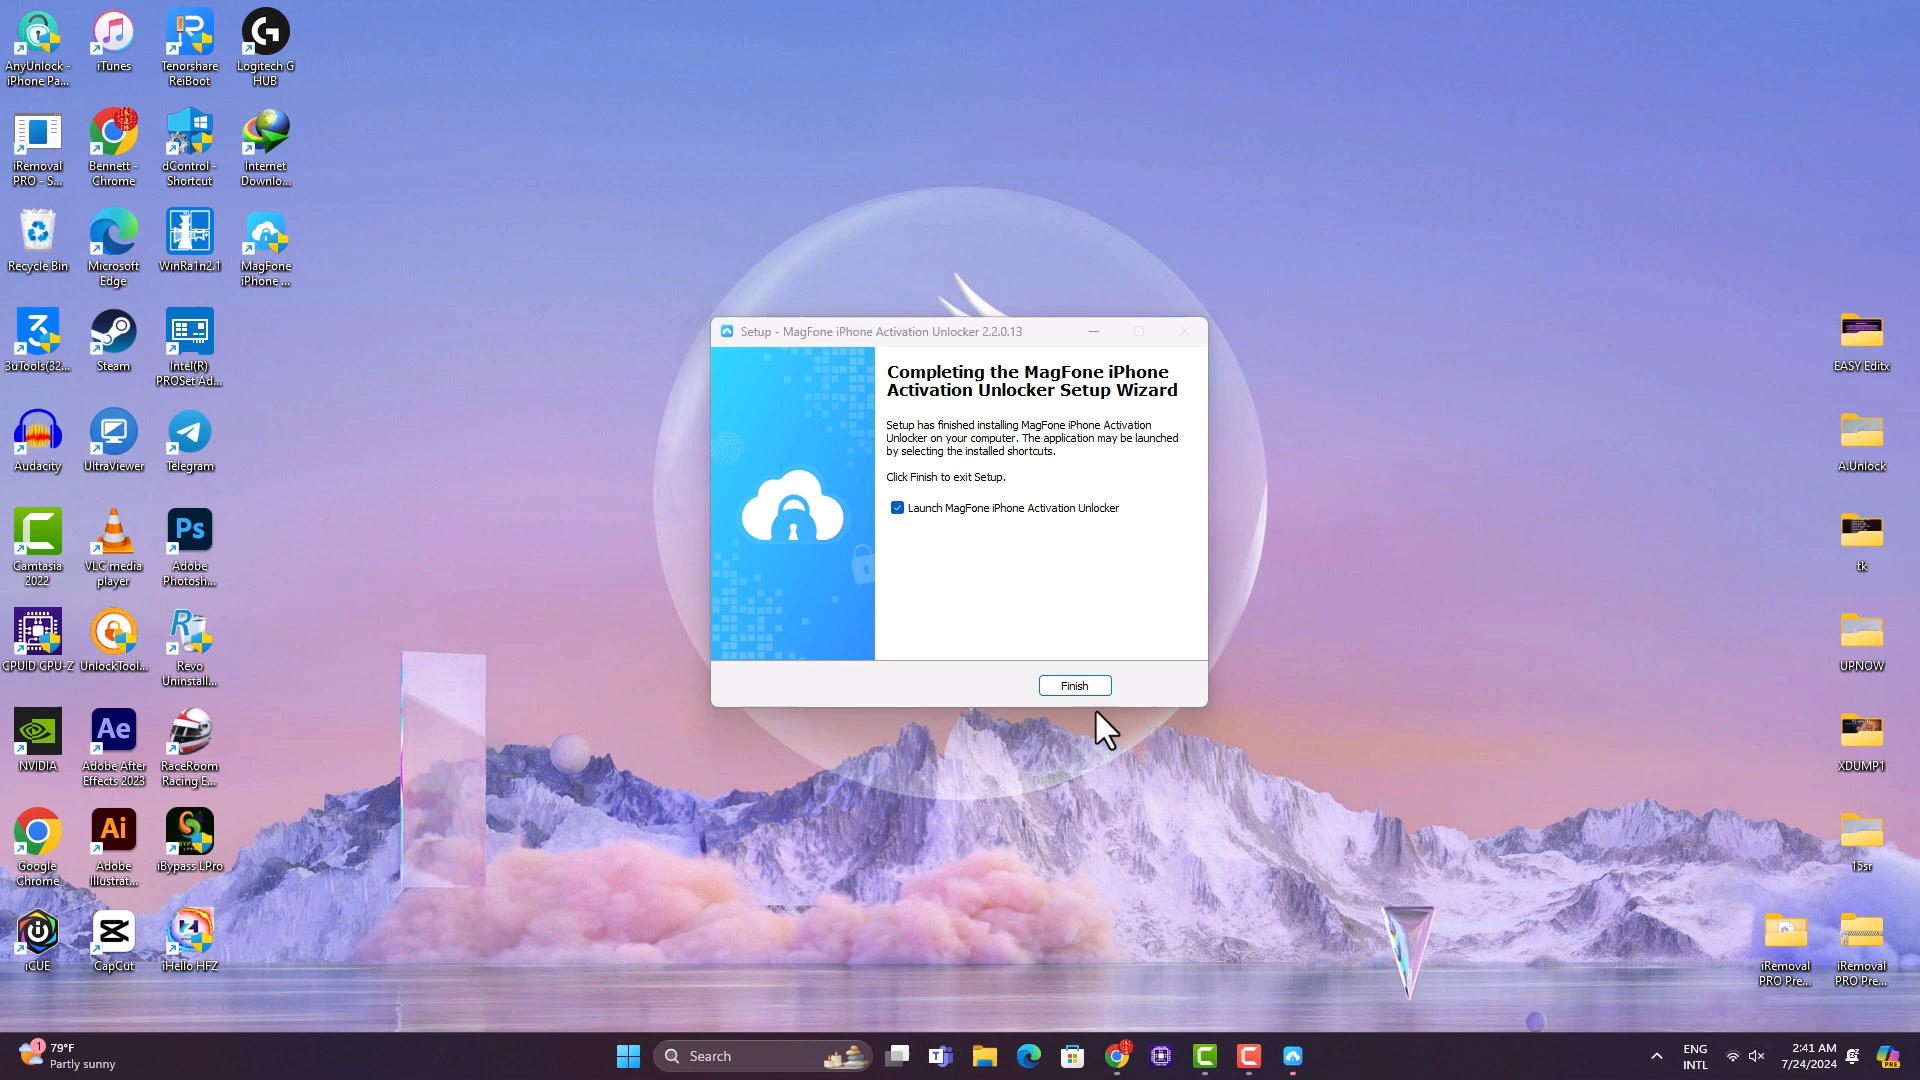 AnyUnlock -
iPhone Pa...
iTunes
Tenorshare
ReiBoot
Logitech G
HUB
iRemoval
PRO - S...
Bennett -
Chrome
dControl -
Shortcut
Internet
Downlo...
Recycle Bin
Microsoft
Edge
WinRa1n2.1
MagFone
iPhone ...
3uTools(32...
Steam
Intel(R)
PROSet Ad...
Audacity
UltraViewer
Telegram
Camtasia
2022
VLC media
player
Ps
Adobe
Photosh...
CPUID CPU-Z
UnlockTool...
Revo
Uninstall...
NVIDIA
Ae
Adobe After
Effects 2023
RaceRoom
Racing E...
Google
Chrome
Ai
Adobe
Illustrat...
iBypass LPro
iCUE
CapCut
iHello HFZ
Setup - MagFone iPhone Activation Unlocker 2.2.0.13
Completing the MagFone iPhone
Activation Unlocker Setup Wizard
Setup has finished installing MagFone iPhone Activation
Unlocker on your computer. The application may be launched
by selecting the installed shortcuts.
Click Finish to exit Setup.
Launch MagFone iPhone Activation Unlocker
Finish
EASY Editx
A.Unlock
tk
UPNOW
XDUMP1
15sr
iRemoval
PRO Pre...
iRemoval
PRO Pre...
1
79°F
Partly sunny
Search
ENG
INTL
2:41 AM
7/24/2024
PRE